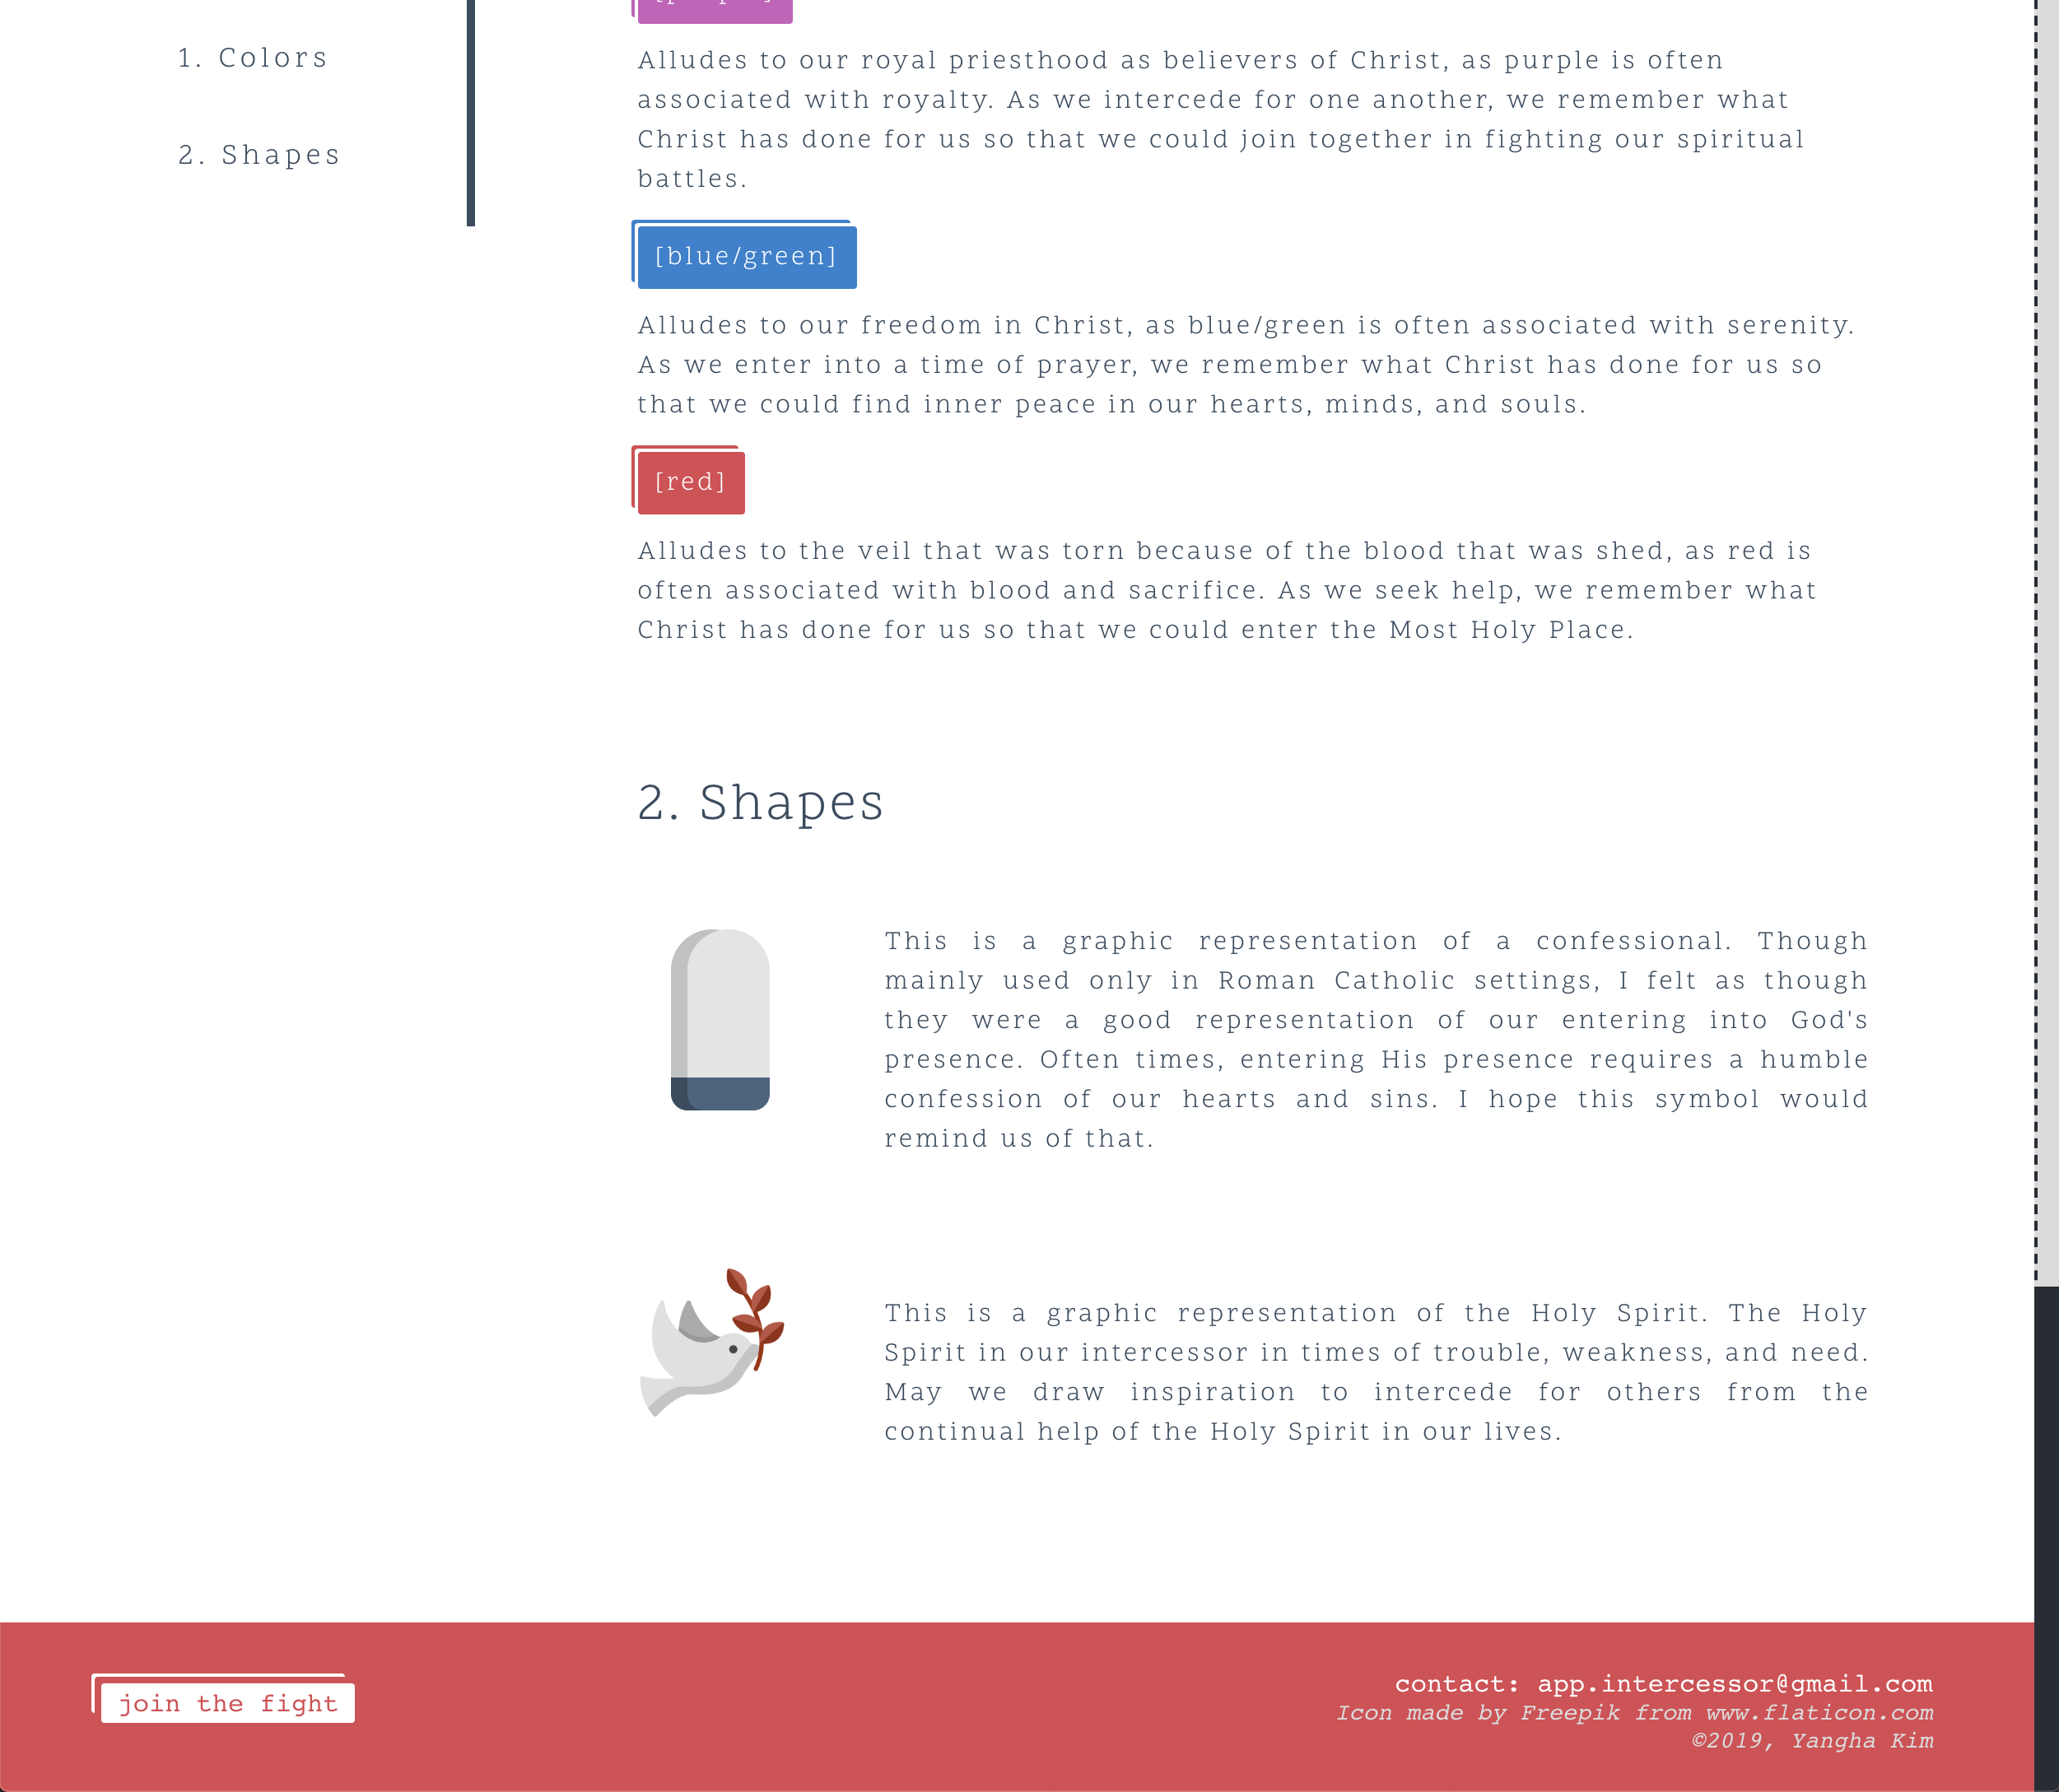 1. Colors
2. Shapes
Alludes to our royal priesthood as believers of Christ, as purple is often
associated with royalty. As we intercede for one another, we remember what
Christ has done for us so that we could join together in fighting our spiritual
battles.
[blue/green]
Alludes to our freedom in Christ, as blue/green is often associated with serenity.
As we enter into a time of prayer, we remember what Christ has done for us so
that we could find inner peace in our hearts, minds, and souls.
[red]
Alludes to the veil that was torn because of the blood that was shed, as red is
often associated with blood and sacrifice. As we seek help, we remember what
Christ has done for us so that we could enter the Most Holy Place.
2. Shapes
This is a graphic representation of a confessional. Though
mainly used only in Roman Catholic settings, I felt as though
they were a good representation of our entering into God's
presence. Often times, entering His presence requires a humble
confession of our hearts and sins. I hope this symbol would
remind us of that.
This is a graphic representation of the Holy Spirit. The Holy
Spirit in our intercessor in times of trouble, weakness, and need.
May we draw inspiration to intercede for others from the
continual help of the Holy Spirit in our lives.
join the fight
contact: app.intercessor@gmail.com
Icon made by Freepik from www.flaticon.com
©2019, Yangha Kim